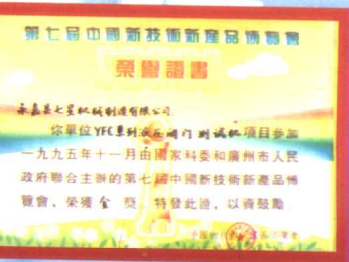 第七屆中國新技術新產品博覽會
榮譽證書
永嘉县七星机械制造有限公司
你單位YFC系列液压阀门测试机項目参加
一九九五年十一月由國家科委和廣州市人民
政府聯合主辦的第七屆中國新技術新產品博
覽會，榮獲金獎 特發此證，以資鼓勵